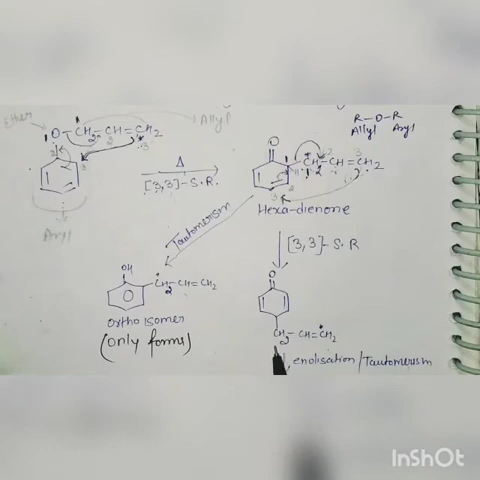 Ether
O-CH2-CH=CH2
Allyl
R-O-R
Allyl Aryl
Aryl
Δ
[3,3]-S.R.
O
CH2-CH=CH2
Hexa-dienone
Tautomerism
[3,3]-S.R
OH
CH2-CH=CH2
Ortho isomer
(only forms)
O
CH2-CH=CH2
enolisation/Tautomerism
InShOt